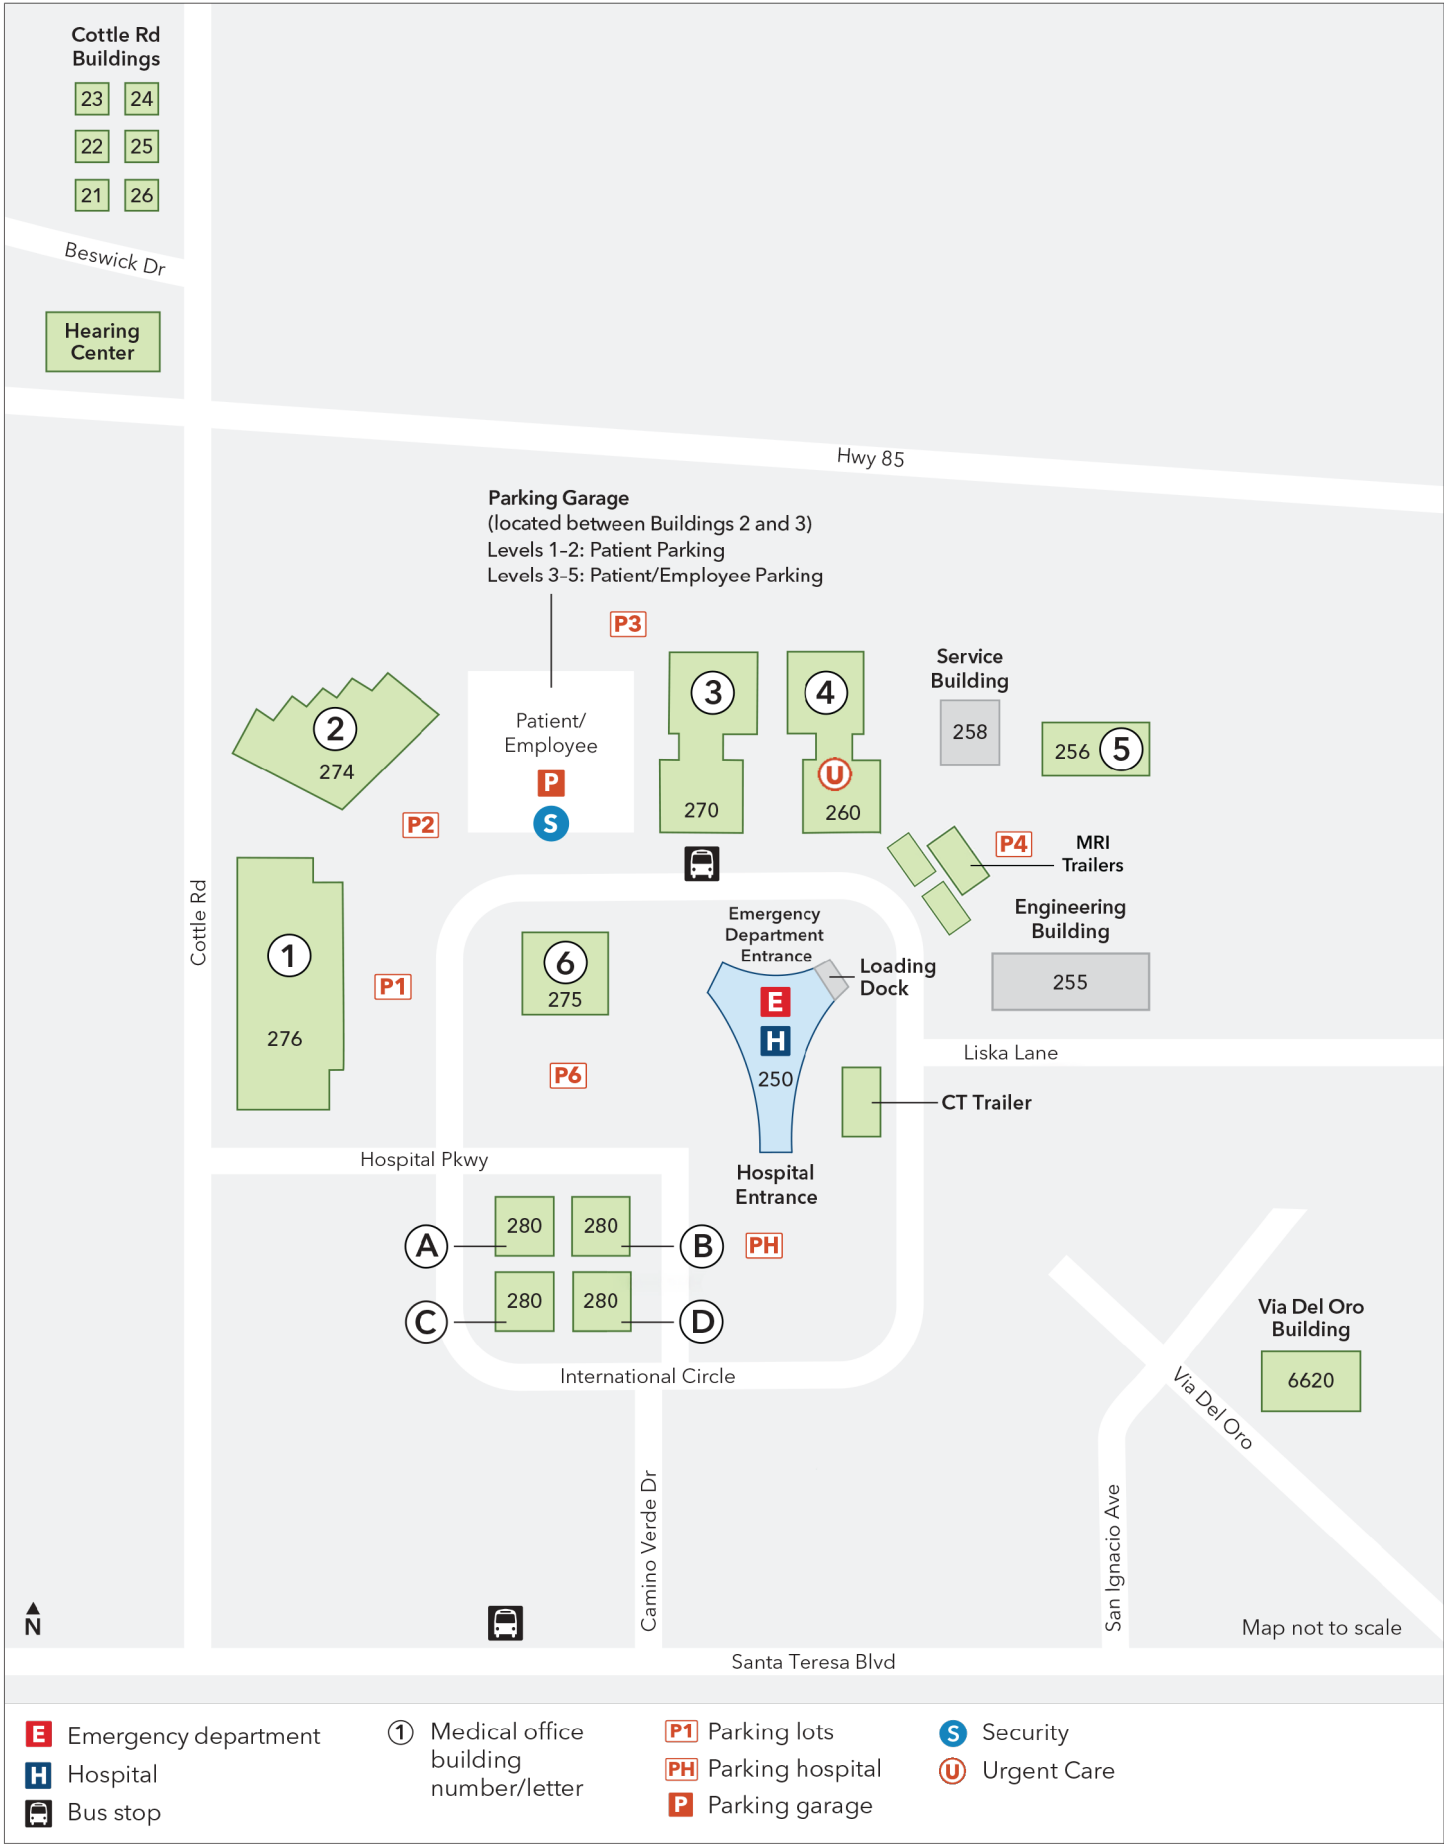 Cottle Rd
Buildings
23 24
22 25
21 26
Beswick Dr
Hearing
Center
Hwy 85
Parking Garage
(located between Buildings 2 and 3)
Levels 1–2: Patient Parking
Levels 3–5: Patient/Employee Parking
P3
2
274
Patient/
Employee
P
S
P2
3
270
4
U
260
Service
Building
258
256 5
P4
MRI
Trailers
Engineering
Building
255
Cottle Rd
1
276
P1
6
275
P6
Emergency
Department
Entrance
Loading
Dock
E
H
250
Liska Lane
CT Trailer
Hospital Pkwy
Hospital
Entrance
280 280
A B
PH
280 280
C D
International Circle
Via Del Oro
Building
6620
Via Del Oro
Camino Verde Dr
San Ignacio Ave
N
Map not to scale
Santa Teresa Blvd
E Emergency department
H Hospital
Bus stop
1 Medical office
building
number/letter
P1 Parking lots
PH Parking hospital
P Parking garage
S Security
U Urgent Care